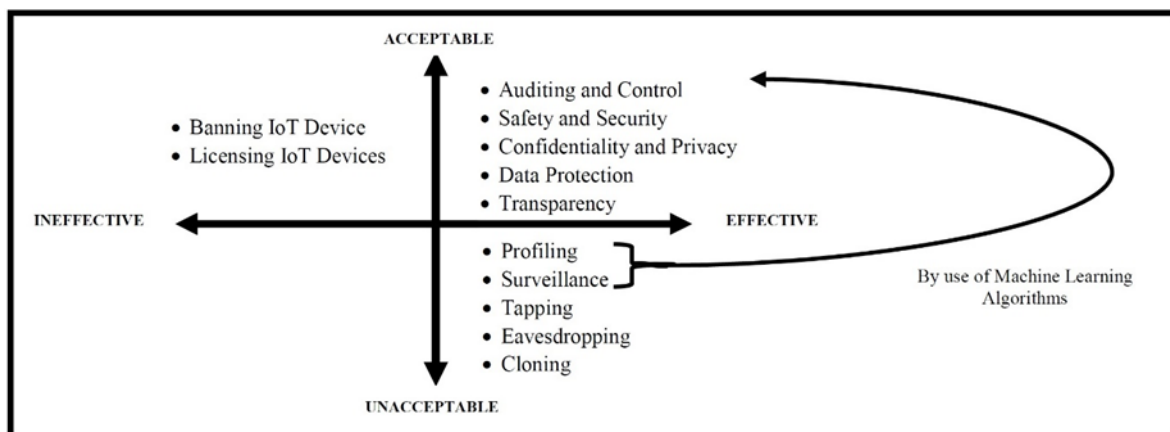 ACCEPTABLE
• Auditing and Control
• Safety and Security
• Confidentiality and Privacy
• Data Protection
• Transparency
• Banning IoT Device
• Licensing IoT Devices
INEFFECTIVE
EFFECTIVE
• Profiling
• Surveillance
• Tapping
• Eavesdropping
• Cloning
By use of Machine Learning
Algorithms
UNACCEPTABLE